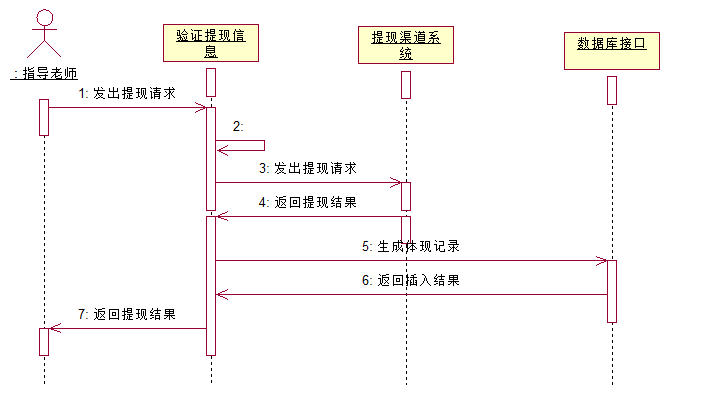 验证提现信
息
提现渠道系
统
数据库接口
: 指导老师
1: 发出提现请求
2:
3: 发出提现请求
4: 返回提现结果
5: 生成体现记录
6: 返回插入结果
7: 返回提现结果